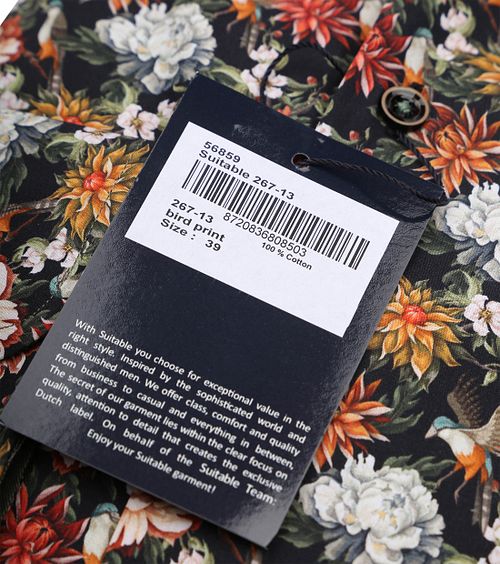 56859
Suitable 267-13
8720836808503
267-13
bird print
Size : 39
100 % Cotton
With Suitable you choose for exceptional value in the
right style. Inspired by the sophisticated world and
distinguished men. We offer class, comfort and quality
from business to casual and everything in between.
The secret of our garment lies within the clear focus on
quality, attention to detail that creates the exclusive
Dutch label. On behalf of the Suitable Team:
Enjoy your Suitable garment!